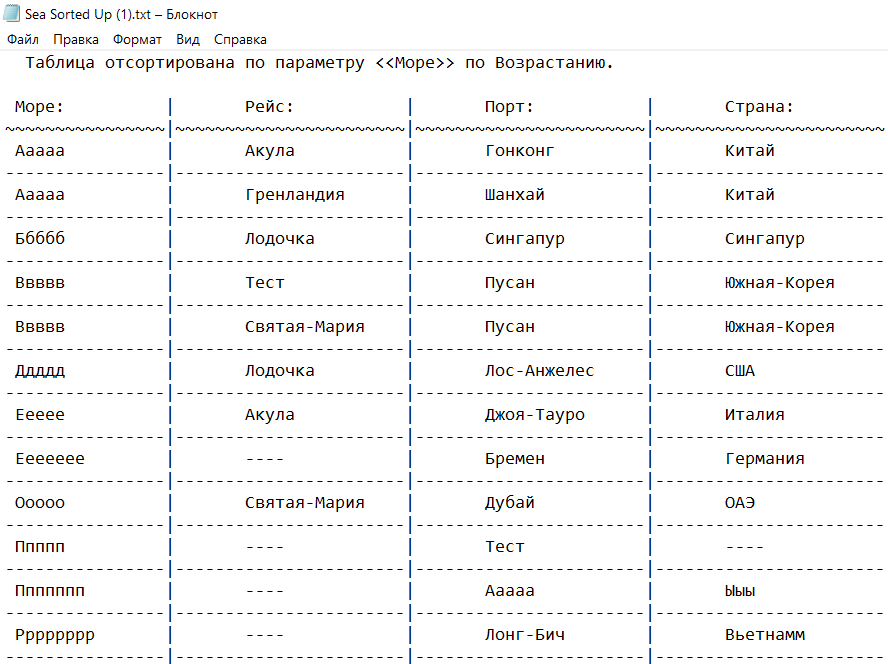 Sea Sorted Up (1).txt – Блокнот
Файл Правка Формат Вид Справка
Таблица отсортирована по параметру <<Море>> по Возрастанию.
Море: | Рейс: | Порт: | Страна:
~~~~~~~~~~~~~~~~|~~~~~~~~~~~~~~~~~~~~~~~|~~~~~~~~~~~~~~~~~~~~~~~|~~~~~~~~~~~~~~~~~~~~~~~
Ааааа | Акула | Гонконг | Китай
----------------|-----------------------|-----------------------|-----------------------
Ааааа | Гренландия | Шанхай | Китай
----------------|-----------------------|-----------------------|-----------------------
Ббббб | Лодочка | Сингапур | Сингапур
----------------|-----------------------|-----------------------|-----------------------
Ввввв | Тест | Пусан | Южная-Корея
----------------|-----------------------|-----------------------|-----------------------
Ввввв | Святая-Мария | Пусан | Южная-Корея
----------------|-----------------------|-----------------------|-----------------------
Ддддд | Лодочка | Лос-Анжелес | США
----------------|-----------------------|-----------------------|-----------------------
Еееее | Акула | Джоя-Тауро | Италия
----------------|-----------------------|-----------------------|-----------------------
Еееееее | ---- | Бремен | Германия
----------------|-----------------------|-----------------------|-----------------------
Ооооо | Святая-Мария | Дубай | ОАЭ
----------------|-----------------------|-----------------------|-----------------------
Ппппп | ---- | Тест | ----
----------------|-----------------------|-----------------------|-----------------------
Ппппппп | ---- | Ааааа | Ыыы
----------------|-----------------------|-----------------------|-----------------------
Рррррррр | ---- | Лонг-Бич | Вьетнамм
----------------|-----------------------|-----------------------|-----------------------